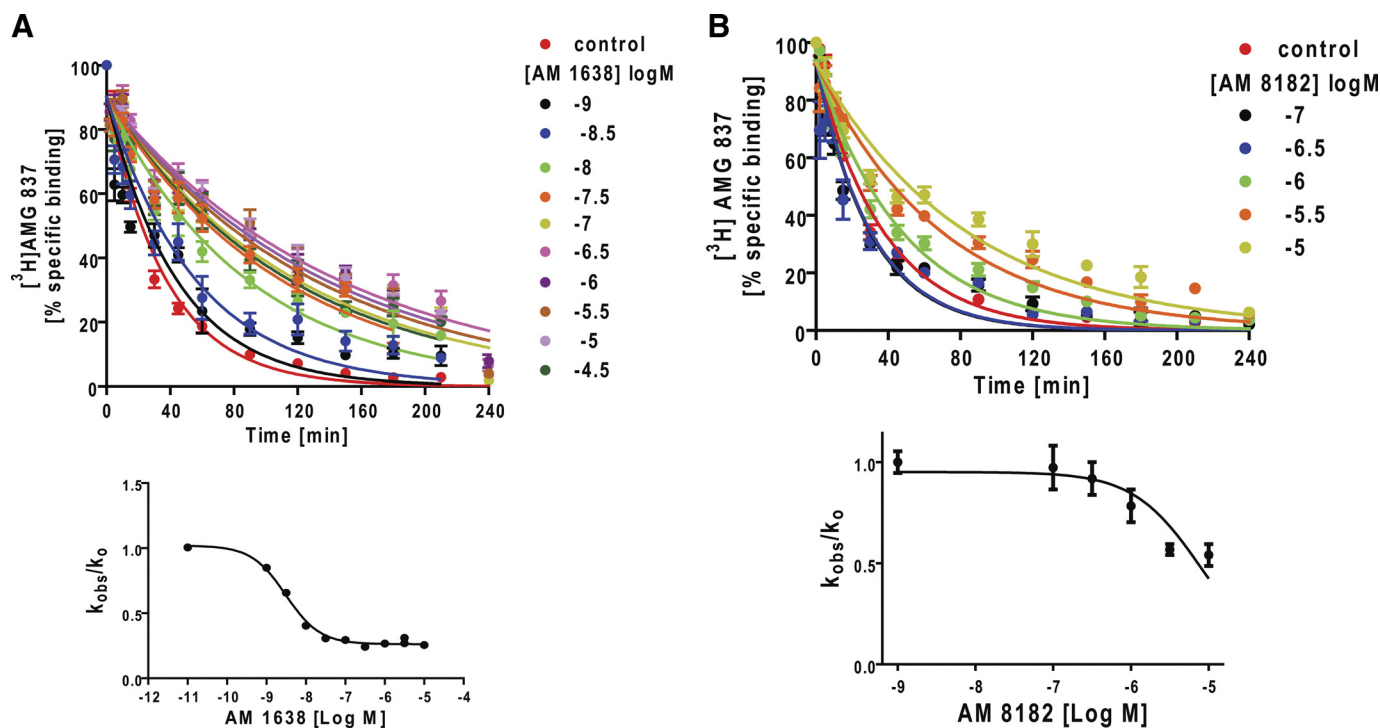 A
[³H]AMG 837
[% specific binding]
100
80
60
40
20
0
0 40 80 120 160 200 240
Time [min]
control
[AM 1638] logM
-9
-8.5
-8
-7.5
-7
-6.5
-6
-5.5
-5
-4.5
kobs/ko
1.5
1.0
0.5
0.0
-12 -11 -10 -9 -8 -7 -6 -5 -4
AM 1638 [Log M]
B
[³H] AMG 837
[% specific binding]
100
80
60
40
20
0
0 40 80 120 160 200 240
Time [min]
control
[AM 8182] logM
-7
-6.5
-6
-5.5
-5
kobs/ko
1.0
0.5
0.0
-9 -8 -7 -6 -5
AM 8182 [Log M]